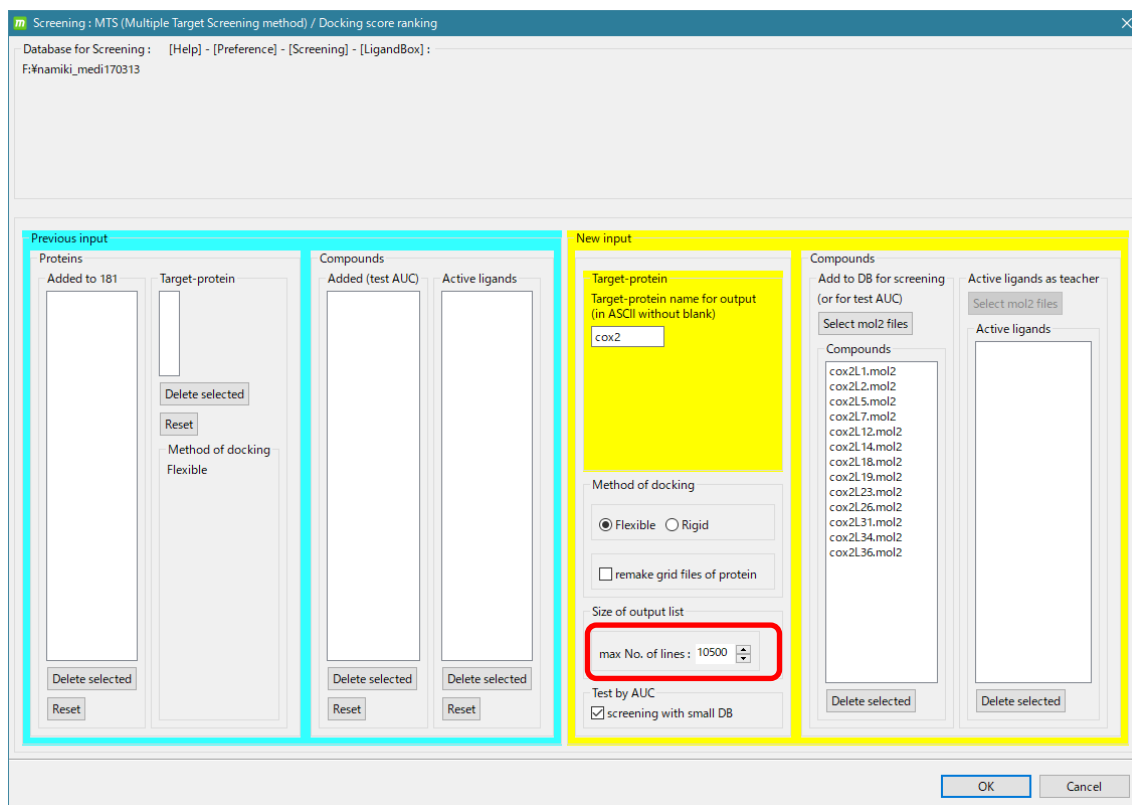 m Screening : MTS (Multiple Target Screening method) / Docking score ranking
Database for Screening : [Help] - [Preference] - [Screening] - [LigandBox] :
F:¥namiki_medi170313
Previous input
Proteins
Added to 181
Delete selected
Reset
Target-protein
Delete selected
Reset
Method of docking
Flexible
Compounds
Added (test AUC)
Delete selected
Reset
Active ligands
Delete selected
Reset
New input
Target-protein
Target-protein name for output
(in ASCII without blank)
cox2
Method of docking
Flexible Rigid
remake grid files of protein
Size of output list
max No. of lines : 10500
Test by AUC
screening with small DB
Compounds
Add to DB for screening
(or for test AUC)
Select mol2 files
Compounds
cox2L1.mol2
cox2L2.mol2
cox2L5.mol2
cox2L7.mol2
cox2L12.mol2
cox2L14.mol2
cox2L18.mol2
cox2L19.mol2
cox2L23.mol2
cox2L26.mol2
cox2L31.mol2
cox2L34.mol2
cox2L36.mol2
Delete selected
Active ligands as teacher
Select mol2 files
Active ligands
Delete selected
OK
Cancel